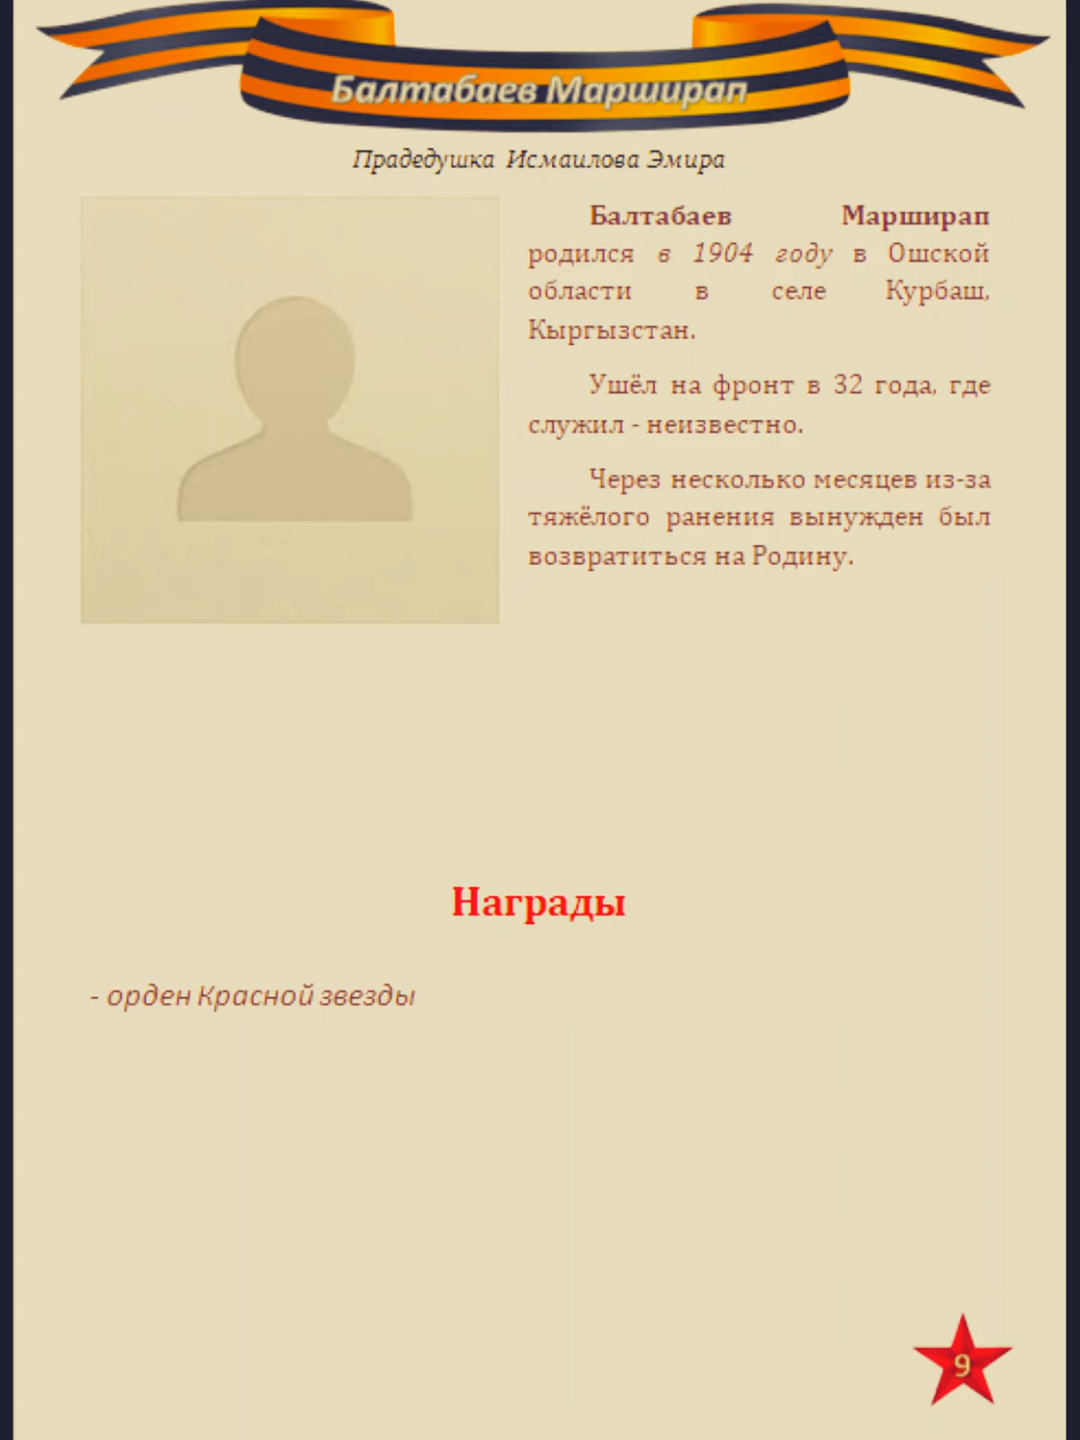 Балтабаев Марширап
Прадедушка Исмаилова Эмира
Балтабаев Марширап
родился в 1904 году в Ошской
области в селе Курбаш,
Кыргызстан.
Ушёл на фронт в 32 года, где
служил - неизвестно.
Через несколько месяцев из-за
тяжёлого ранения вынужден был
возвратиться на Родину.
Награды
- орден Красной звезды
9